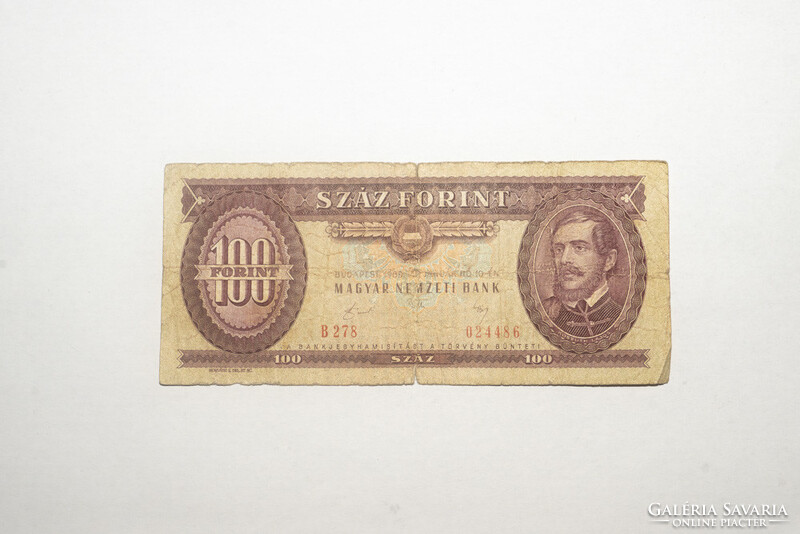 SZÁZ FORINT
100
FORINT
BUDAPEST
MAGYAR NEMZETI BANK
B 278 024486
A BANKJEGYHAMISÍTÁST A TÖRVÉNY BÜNTETI
100 SZÁZ 100
GALÉRIA SAVARIA
ONLINE PIACTÉR